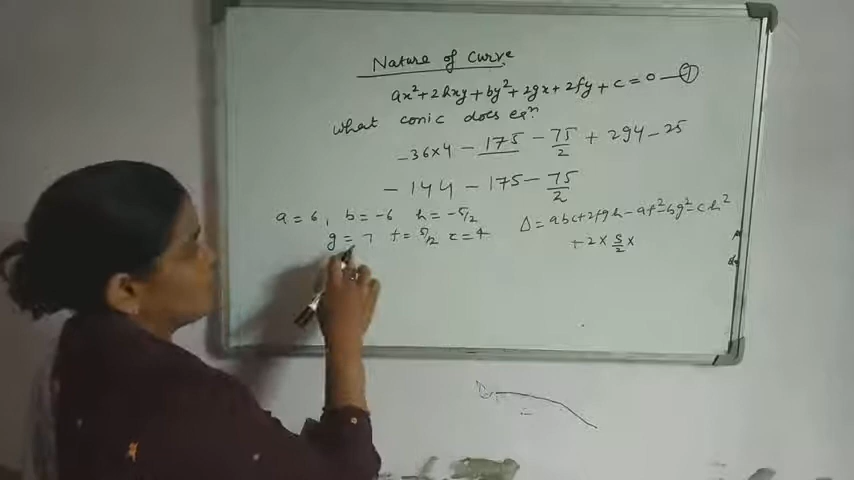 Nature of Curve
ax²+2hxy+by²+2gx+2fy+c=0 —①
What conic does eqⁿ
-36×4 - 175 - 75/2 + 294 - 25
- 144 - 175 - 75/2
a=6, b=-6 h=-5/2
g=7 f=5/2 c=4
Δ=abc+2fgh-af²-bg²-ch²
+2×5/2×